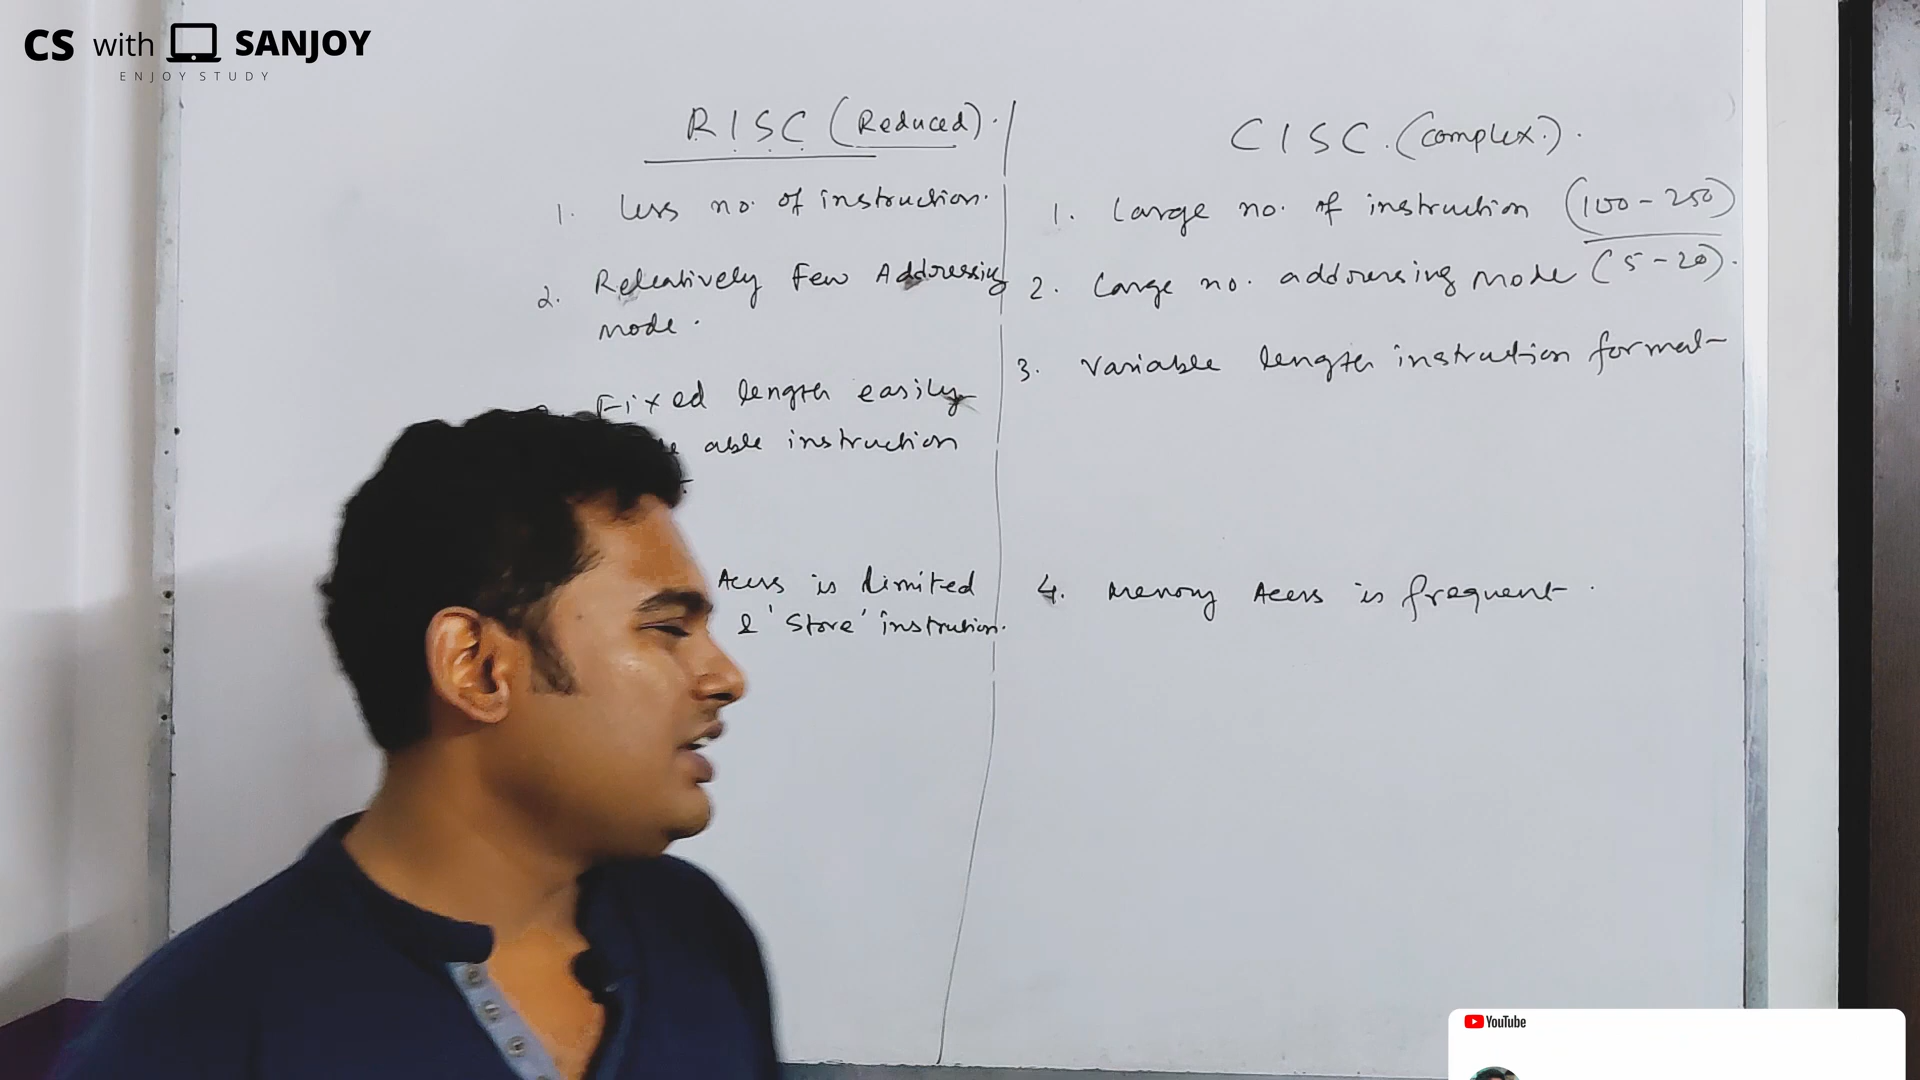 CS with SANJOY
ENJOY STUDY
RISC (Reduced).
1. Less no. of instruction.
2. Releatively Few Addressing
mode.
Fixed length easily
able instruction
Acess is limited
& 'Store' instrution.
CISC. (complex.).
1. Large no. of instruction (100-250)
2. Large no. addressing mode (5-20).
3. Variable length instruction format
4. Memory Acess is frequent.
YouTube